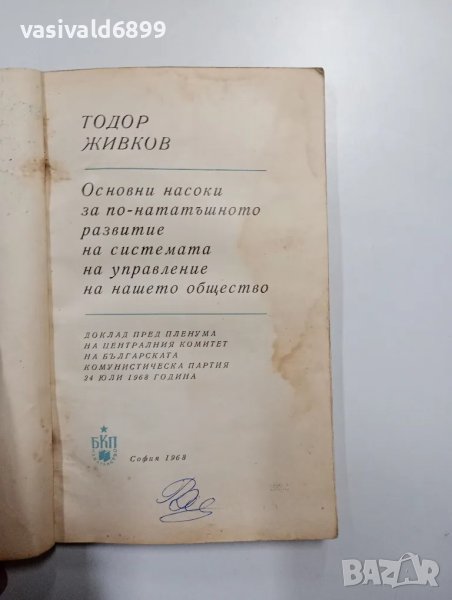 vasivald6899
ТОДОР
ЖИВКОВ
Основни насоки
за по-нататъшното
развитие
на системата
на управление
на нашето общество
ДОКЛАД ПРЕД ПЛЕНУМА
НА ЦЕНТРАЛНИЯ КОМИТЕТ
НА БЪЛГАРСКАТА
КОМУНИСТИЧЕСКА ПАРТИЯ
24 ЮЛИ 1968 ГОДИНА
БКП
София 1968
BAZAR